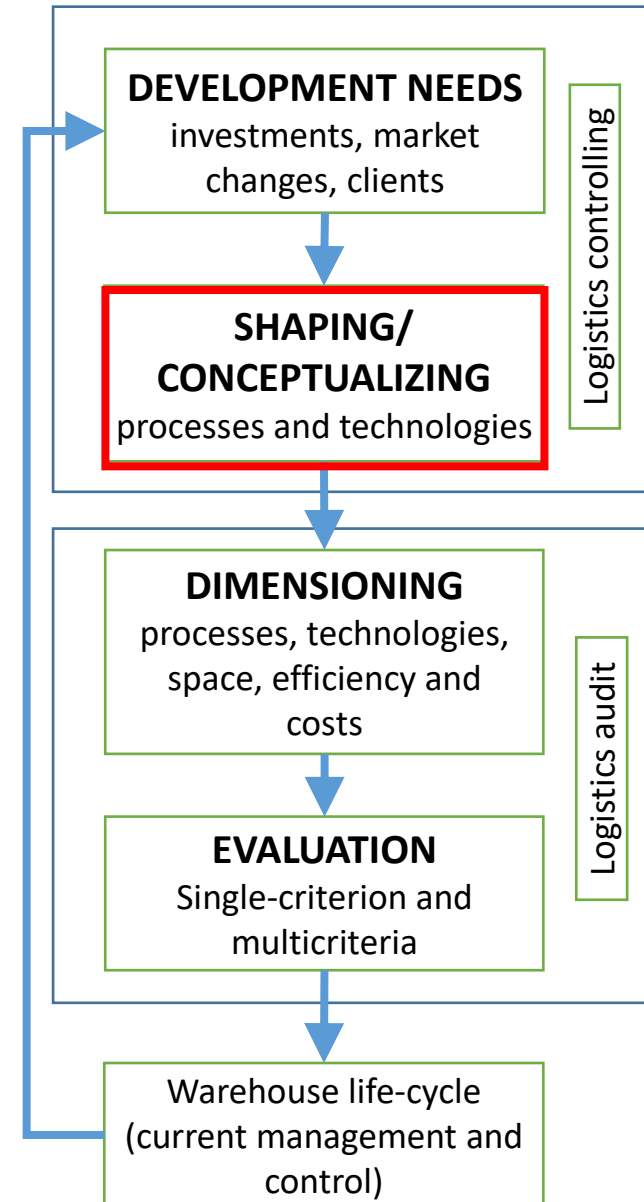 DEVELOPMENT NEEDS
investments, market
changes, clients
Logistics controlling
SHAPING/
CONCEPTUALIZING
processes and technologies
DIMENSIONING
processes, technologies,
space, efficiency and
costs
Logistics audit
EVALUATION
Single-criterion and
multicriteria
Warehouse life-cycle
(current management and
control)